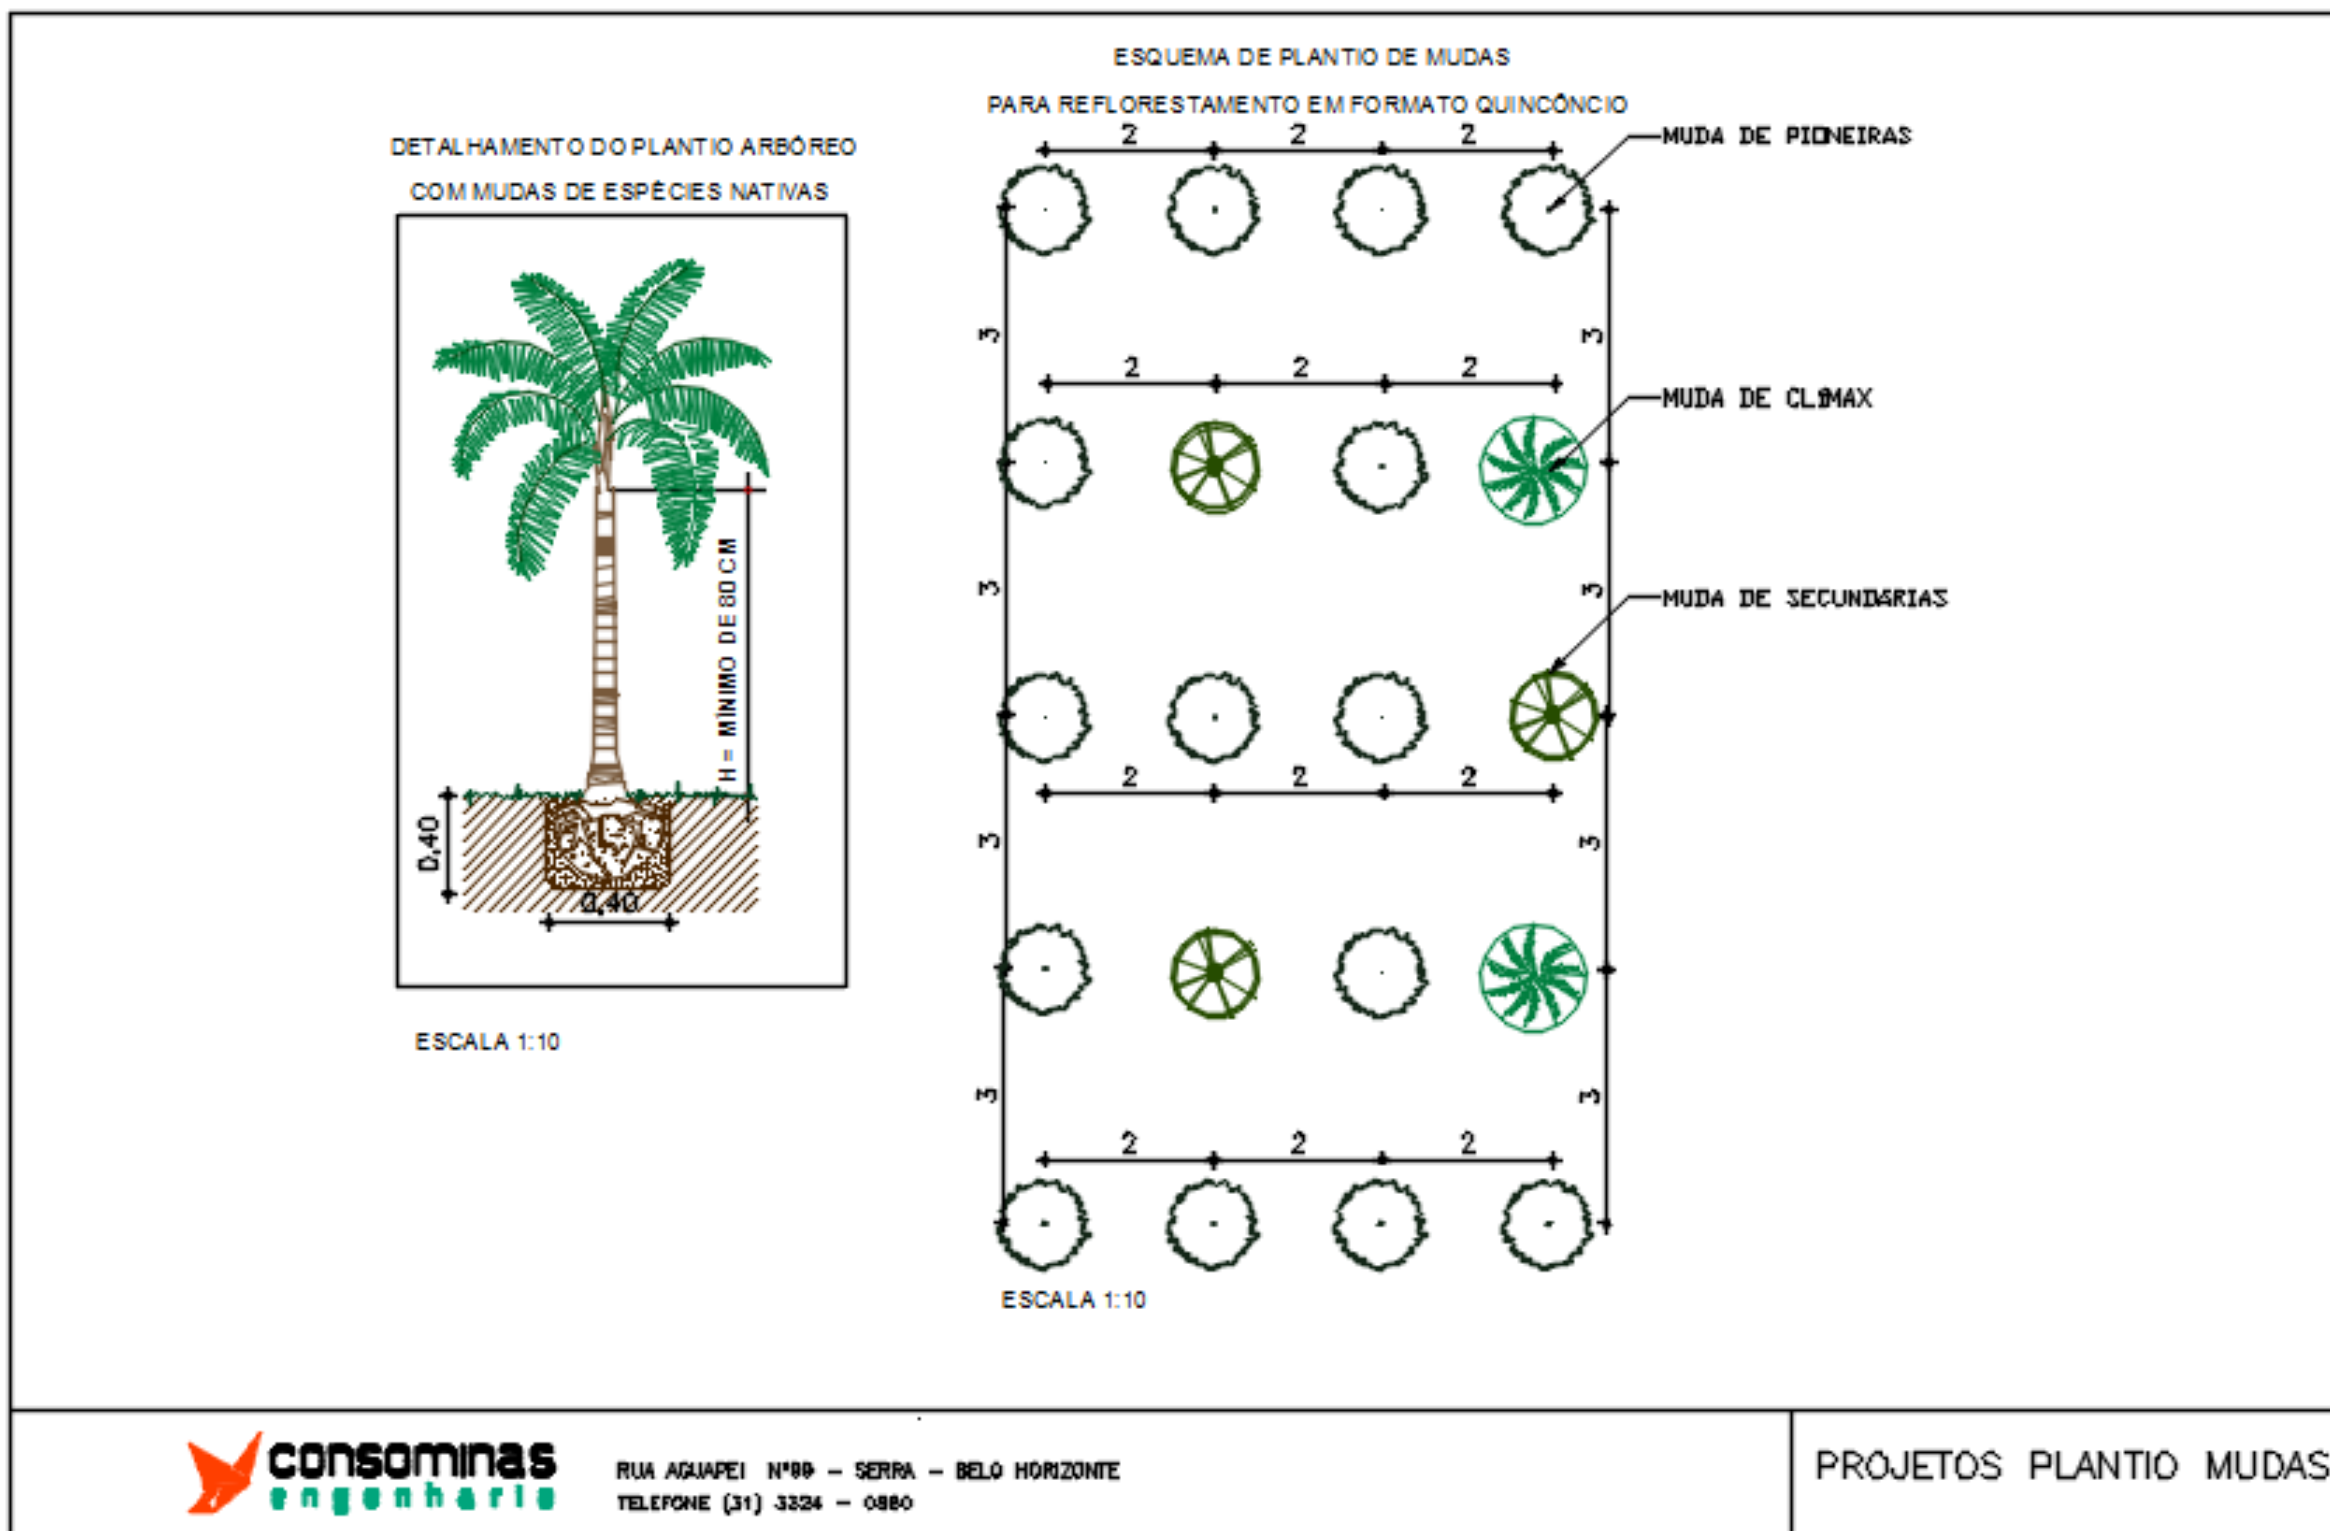 ESQUEMA DE PLANTIO DE MUDAS
PARA REFLORESTAMENTO EM FORMATO QUINCÔNCIO
DETALHAMENTO DO PLANTIO ARBÓREO
COM MUDAS DE ESPÉCIES NATIVAS
H = MÍNIMO DE 80 CM
0,40
0,40
ESCALA 1:10
2 2 2
MUDA DE PIONEIRAS
3 3
2 2 2
MUDA DE CLÍMAX
3 3
MUDA DE SECUNDÁRIAS
2 2 2
3 3
3 3
2 2 2
ESCALA 1:10
consominas
engenharia
RUA AGUAPEI N°99 – SERRA – BELO HORIZONTE
TELEFONE (31) 3324 – 0880
PROJETOS PLANTIO MUDAS